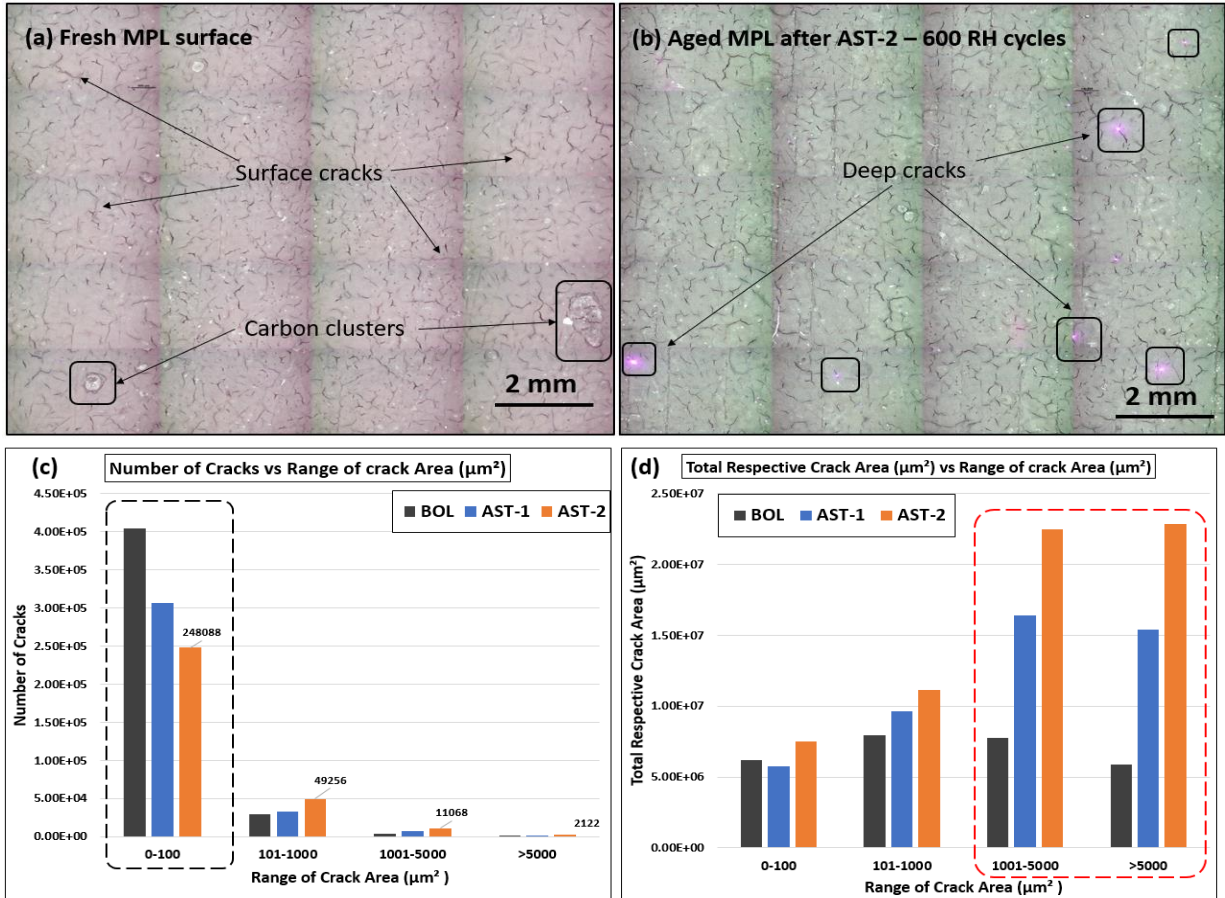 (a) Fresh MPL surface
Surface cracks
Carbon clusters
2 mm
(b) Aged MPL after AST-2 – 600 RH cycles
Deep cracks
2 mm
(c)
Number of Cracks vs Range of crack Area (µm²)
BOL AST-1 AST-2
Number of Cracks
4.50E+05
4.00E+05
3.50E+05
3.00E+05
2.50E+05
2.00E+05
1.50E+05
1.00E+05
5.00E+04
0.00E+00
248088
49256
11068
2122
0-100 101-1000 1001-5000 >5000
Range of Crack Area (µm² )
(d)
Total Respective Crack Area (µm²) vs Range of crack Area (µm²)
BOL AST-1 AST-2
Total Respective Crack Area (µm²)
2.50E+07
2.00E+07
1.50E+07
1.00E+07
5.00E+06
0.00E+00
0-100 101-1000 1001-5000 >5000
Range of Crack Area (µm² )